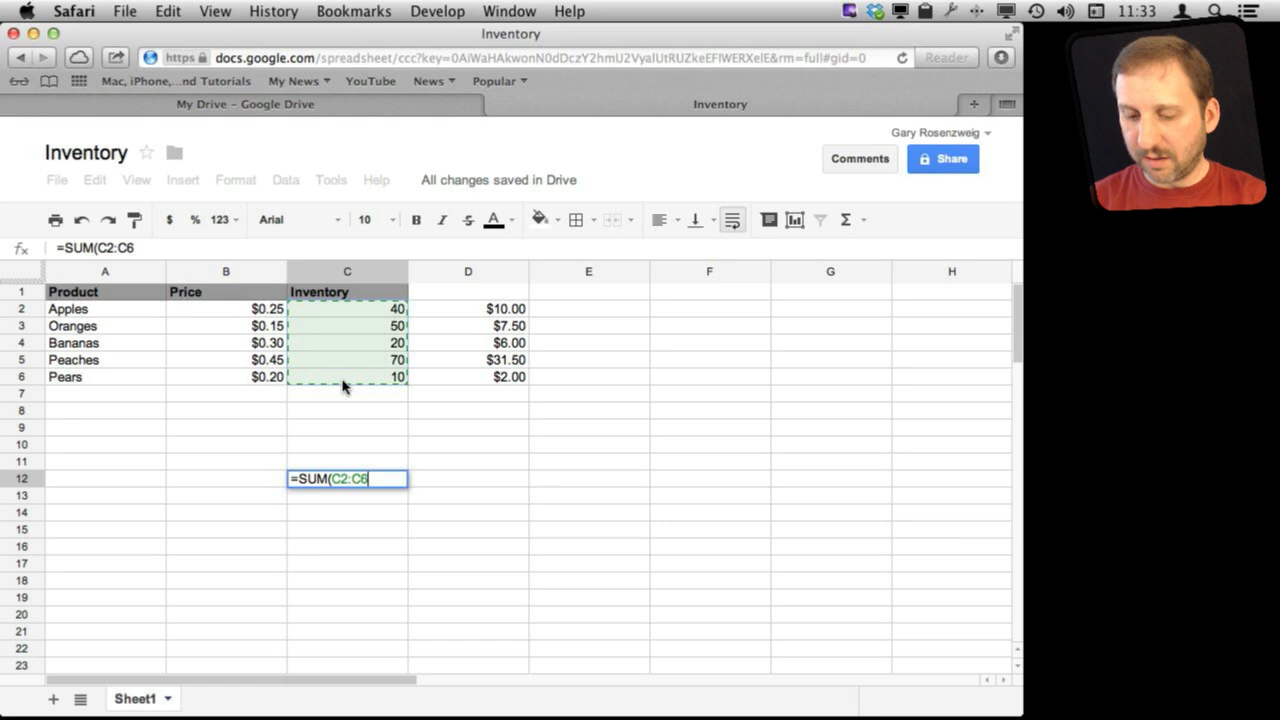 Safari File Edit View History Bookmarks Develop Window Help 11:33
Inventory
https docs.google.com/spreadsheet/ccc?key=0AiWaHAkwonN0dDczY2hmU2VyalUtRUZkeEFlWERXelE&rm=full#gid=0 Reader
Mac, iPhone,...nd Tutorials My News YouTube News Popular
My Drive – Google Drive Inventory
Gary Rosenzweig
Inventory Comments Share
File Edit View Insert Format Data Tools Help All changes saved in Drive
$ % 123 Arial 10 B I S A Σ
fx =SUM(C2:C6
A B C D E F G H
1 Product Price Inventory
2 Apples $0.25 40 $10.00
3 Oranges $0.15 50 $7.50
4 Bananas $0.30 20 $6.00
5 Peaches $0.45 70 $31.50
6 Pears $0.20 10 $2.00
7
8
9
10
11
12 =SUM(C2:C6
13
14
15
16
17
18
19
20
21
22
23
Sheet1